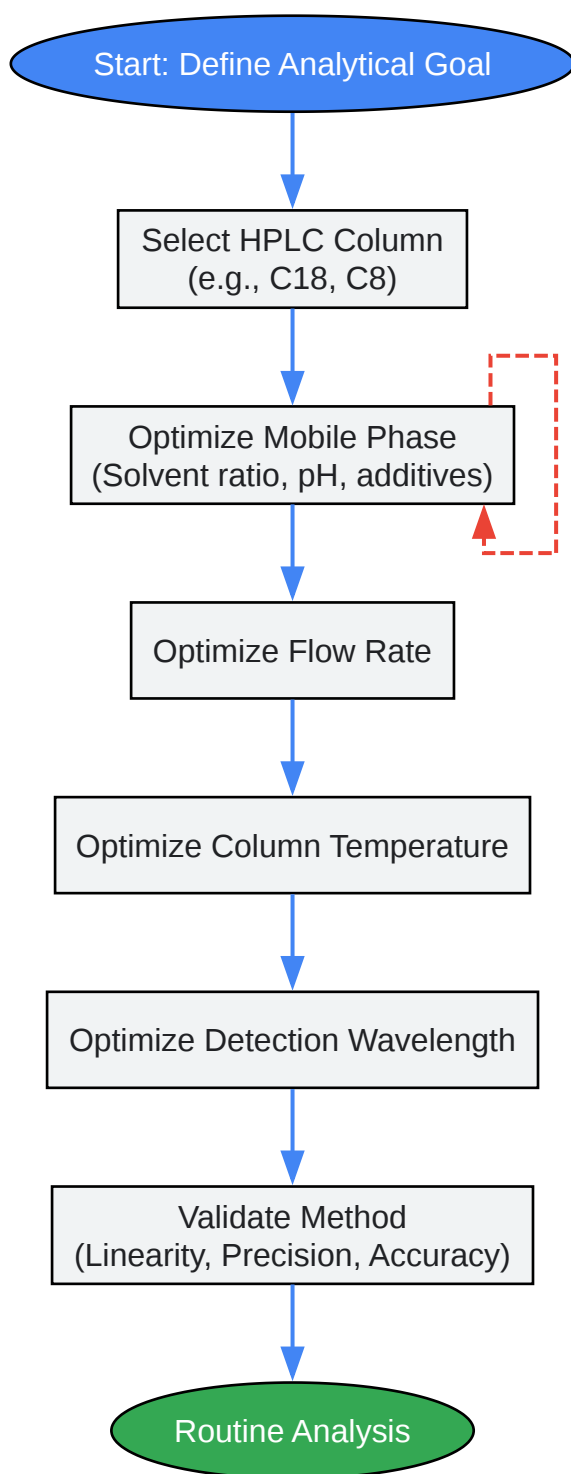 Start: Define Analytical Goal
Select HPLC Column
(e.g., C18, C8)
Optimize Mobile Phase
(Solvent ratio, pH, additives)
Optimize Flow Rate
Optimize Column Temperature
Optimize Detection Wavelength
Validate Method
(Linearity, Precision, Accuracy)
Routine Analysis